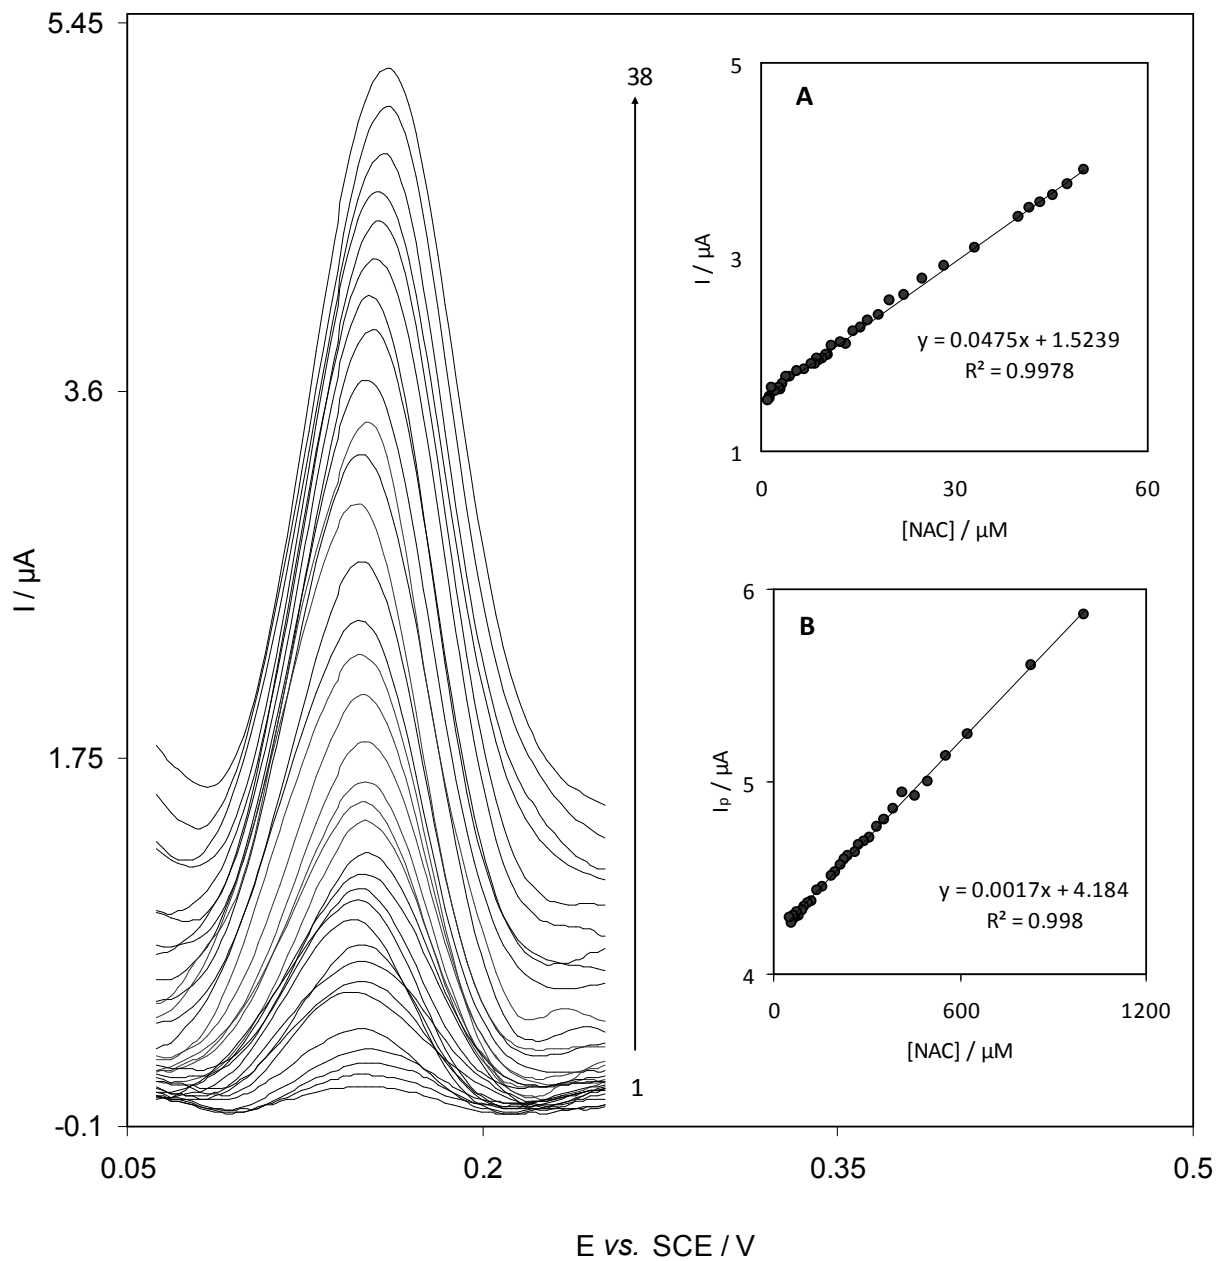 5.45
3.6
1.75
-0.1
I / µA
0.05
0.2
0.35
0.5
E vs. SCE / V
38
1
A
5
3
1
I / µA
y = 0.0475x + 1.5239
R² = 0.9978
0
30
60
[NAC] / µM
B
6
5
4
Ip / µA
y = 0.0017x + 4.184
R² = 0.998
0
600
1200
[NAC] / µM